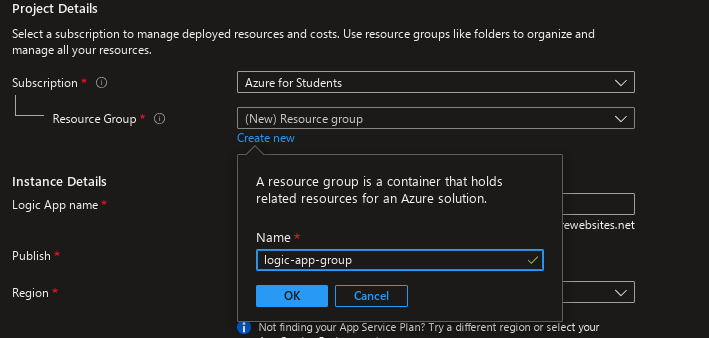 Project Details
Select a subscription to manage deployed resources and costs. Use resource groups like folders to organize and
manage all your resources.
Subscription *
Azure for Students
Resource Group *
(New) Resource group
Create new
A resource group is a container that holds
related resources for an Azure solution.
Instance Details
Logic App name *
ewebsites.net
Name *
logic-app-group
Publish *
OK
Cancel
Region *
Not finding your App Service Plan? Try a different region or select your